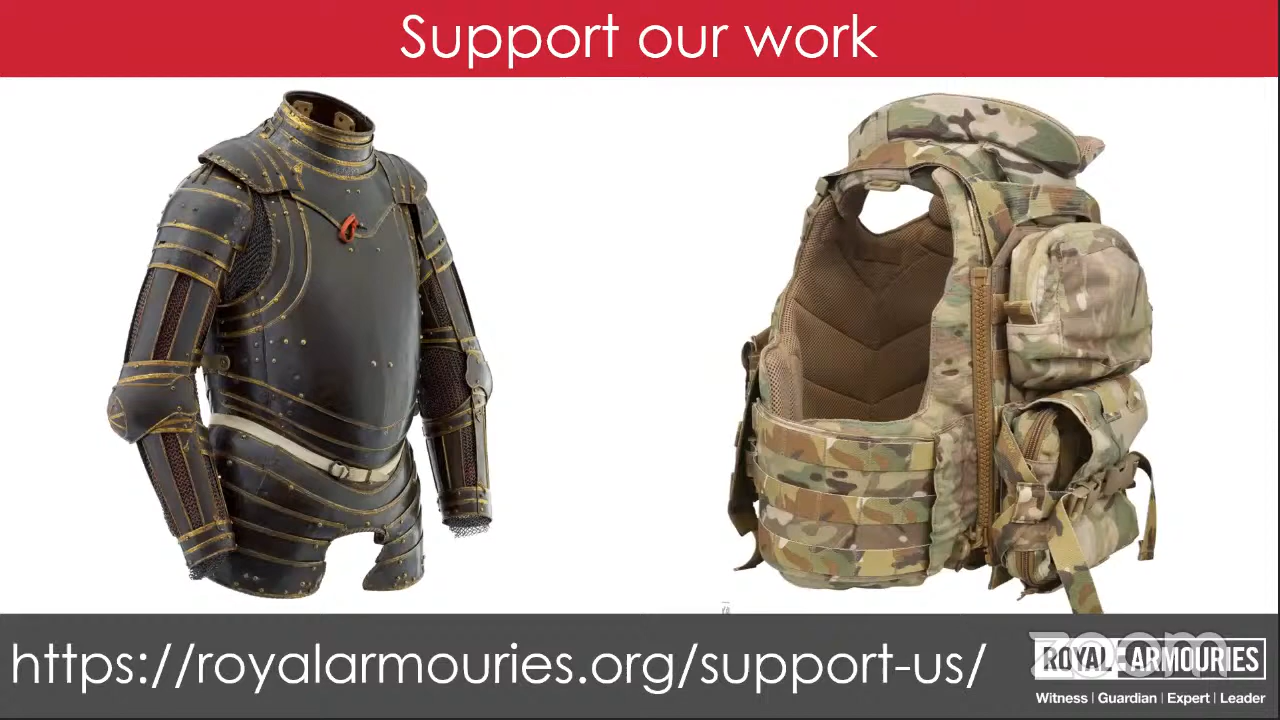 Support our work
https://royalarmouries.org/support-us/
zoom
ROYAL ARMOURIES
Witness | Guardian | Expert | Leader